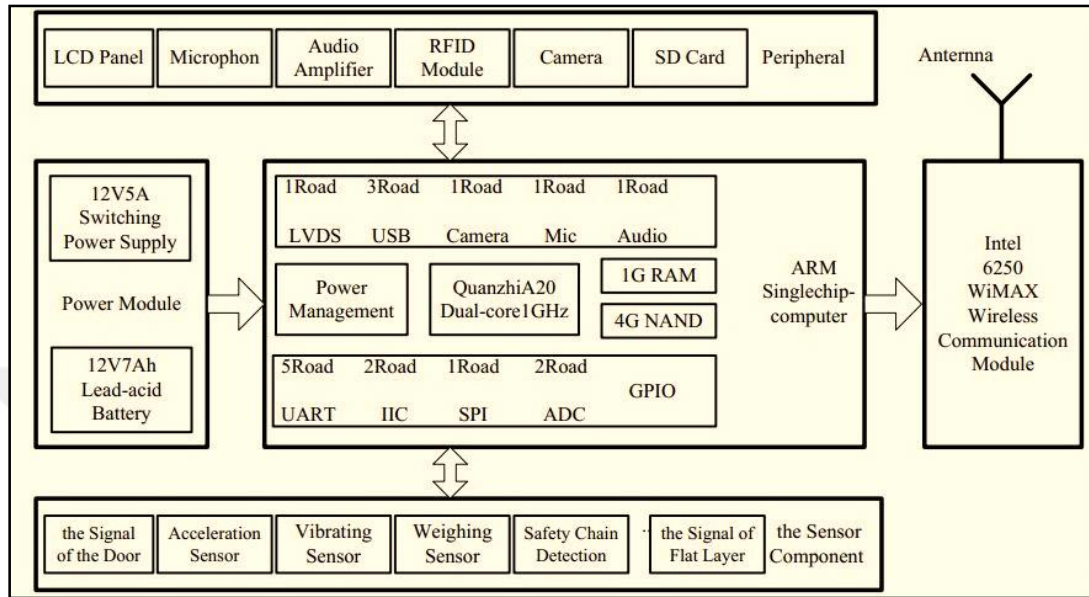 LCD Panel
Microphon
Audio
Amplifier
RFID
Module
Camera
SD Card
Peripheral
Anternna
12V5A
Switching
Power Supply
Power Module
12V7Ah
Lead-acid
Battery
1Road 3Road 1Road 1Road 1Road
LVDS USB Camera Mic Audio
Power
Management
QuanzhiA20
Dual-core1GHz
1G RAM
4G NAND
ARM
Singlechip-
computer
5Road 2Road 1Road 2Road
GPIO
UART IIC SPI ADC
Intel
6250
WiMAX
Wireless
Communication
Module
the Signal
of the Door
Acceleration
Sensor
Vibrating
Sensor
Weighing
Sensor
Safety Chain
Detection
..
the Signal of
Flat Layer
the Sensor
Component